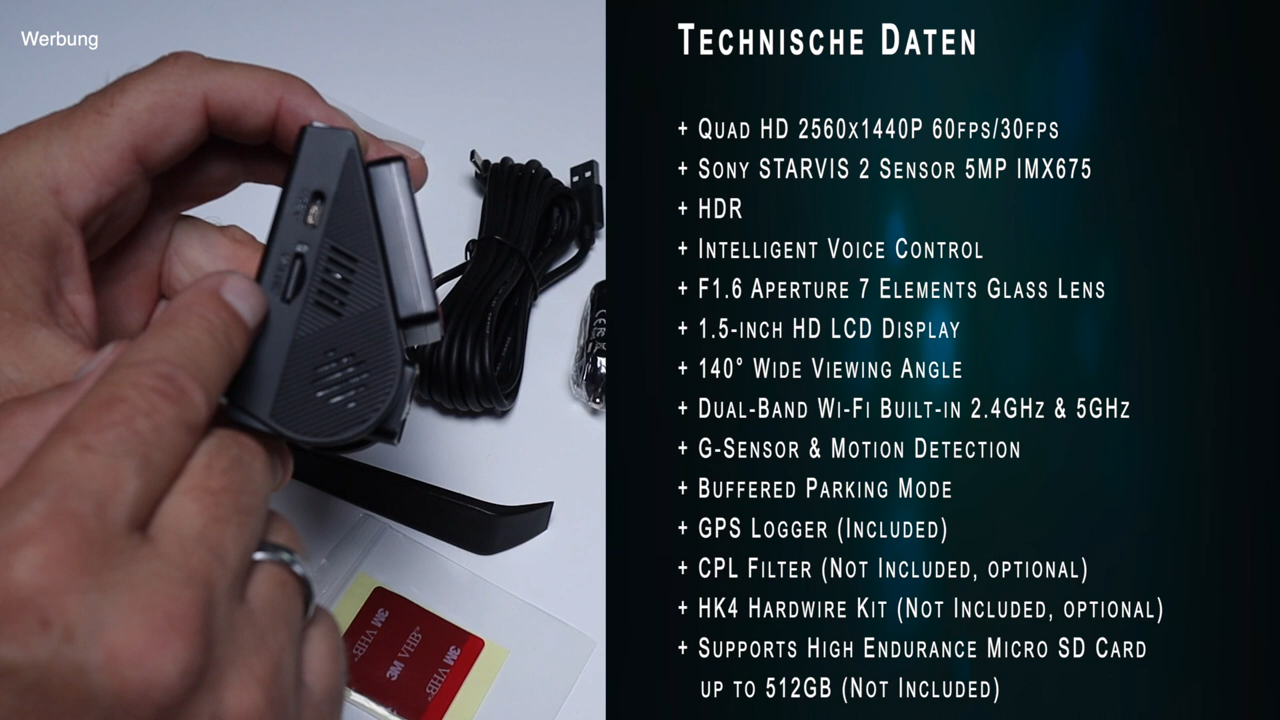 Werbung
Technische Daten
+ Quad HD 2560x1440P 60fps/30fps
+ Sony STARVIS 2 Sensor 5MP IMX675
+ HDR
+ Intelligent Voice Control
+ F1.6 Aperture 7 Elements Glass Lens
+ 1.5-inch HD LCD Display
+ 140° Wide Viewing Angle
+ Dual-Band Wi-Fi Built-in 2.4GHz & 5GHz
+ G-Sensor & Motion Detection
+ Buffered Parking Mode
+ GPS Logger (Included)
+ CPL Filter (Not Included, optional)
+ HK4 Hardwire Kit (Not Included, optional)
+ Supports High Endurance Micro SD Card
up to 512GB (Not Included)
3M VHB
3M VHB
3M
VHB